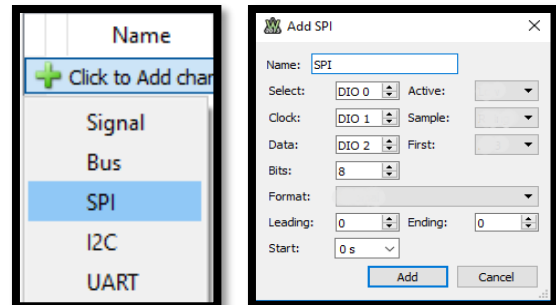 Name
Click to Add char
Signal
Bus
SPI
I2C
UART
Add SPI
Name: SPI
Select: DIO 0 Active:
Clock: DIO 1 Sample:
Data: DIO 2 First:
Bits: 8
Format:
Leading: 0 Ending: 0
Start: 0 s
Add Cancel